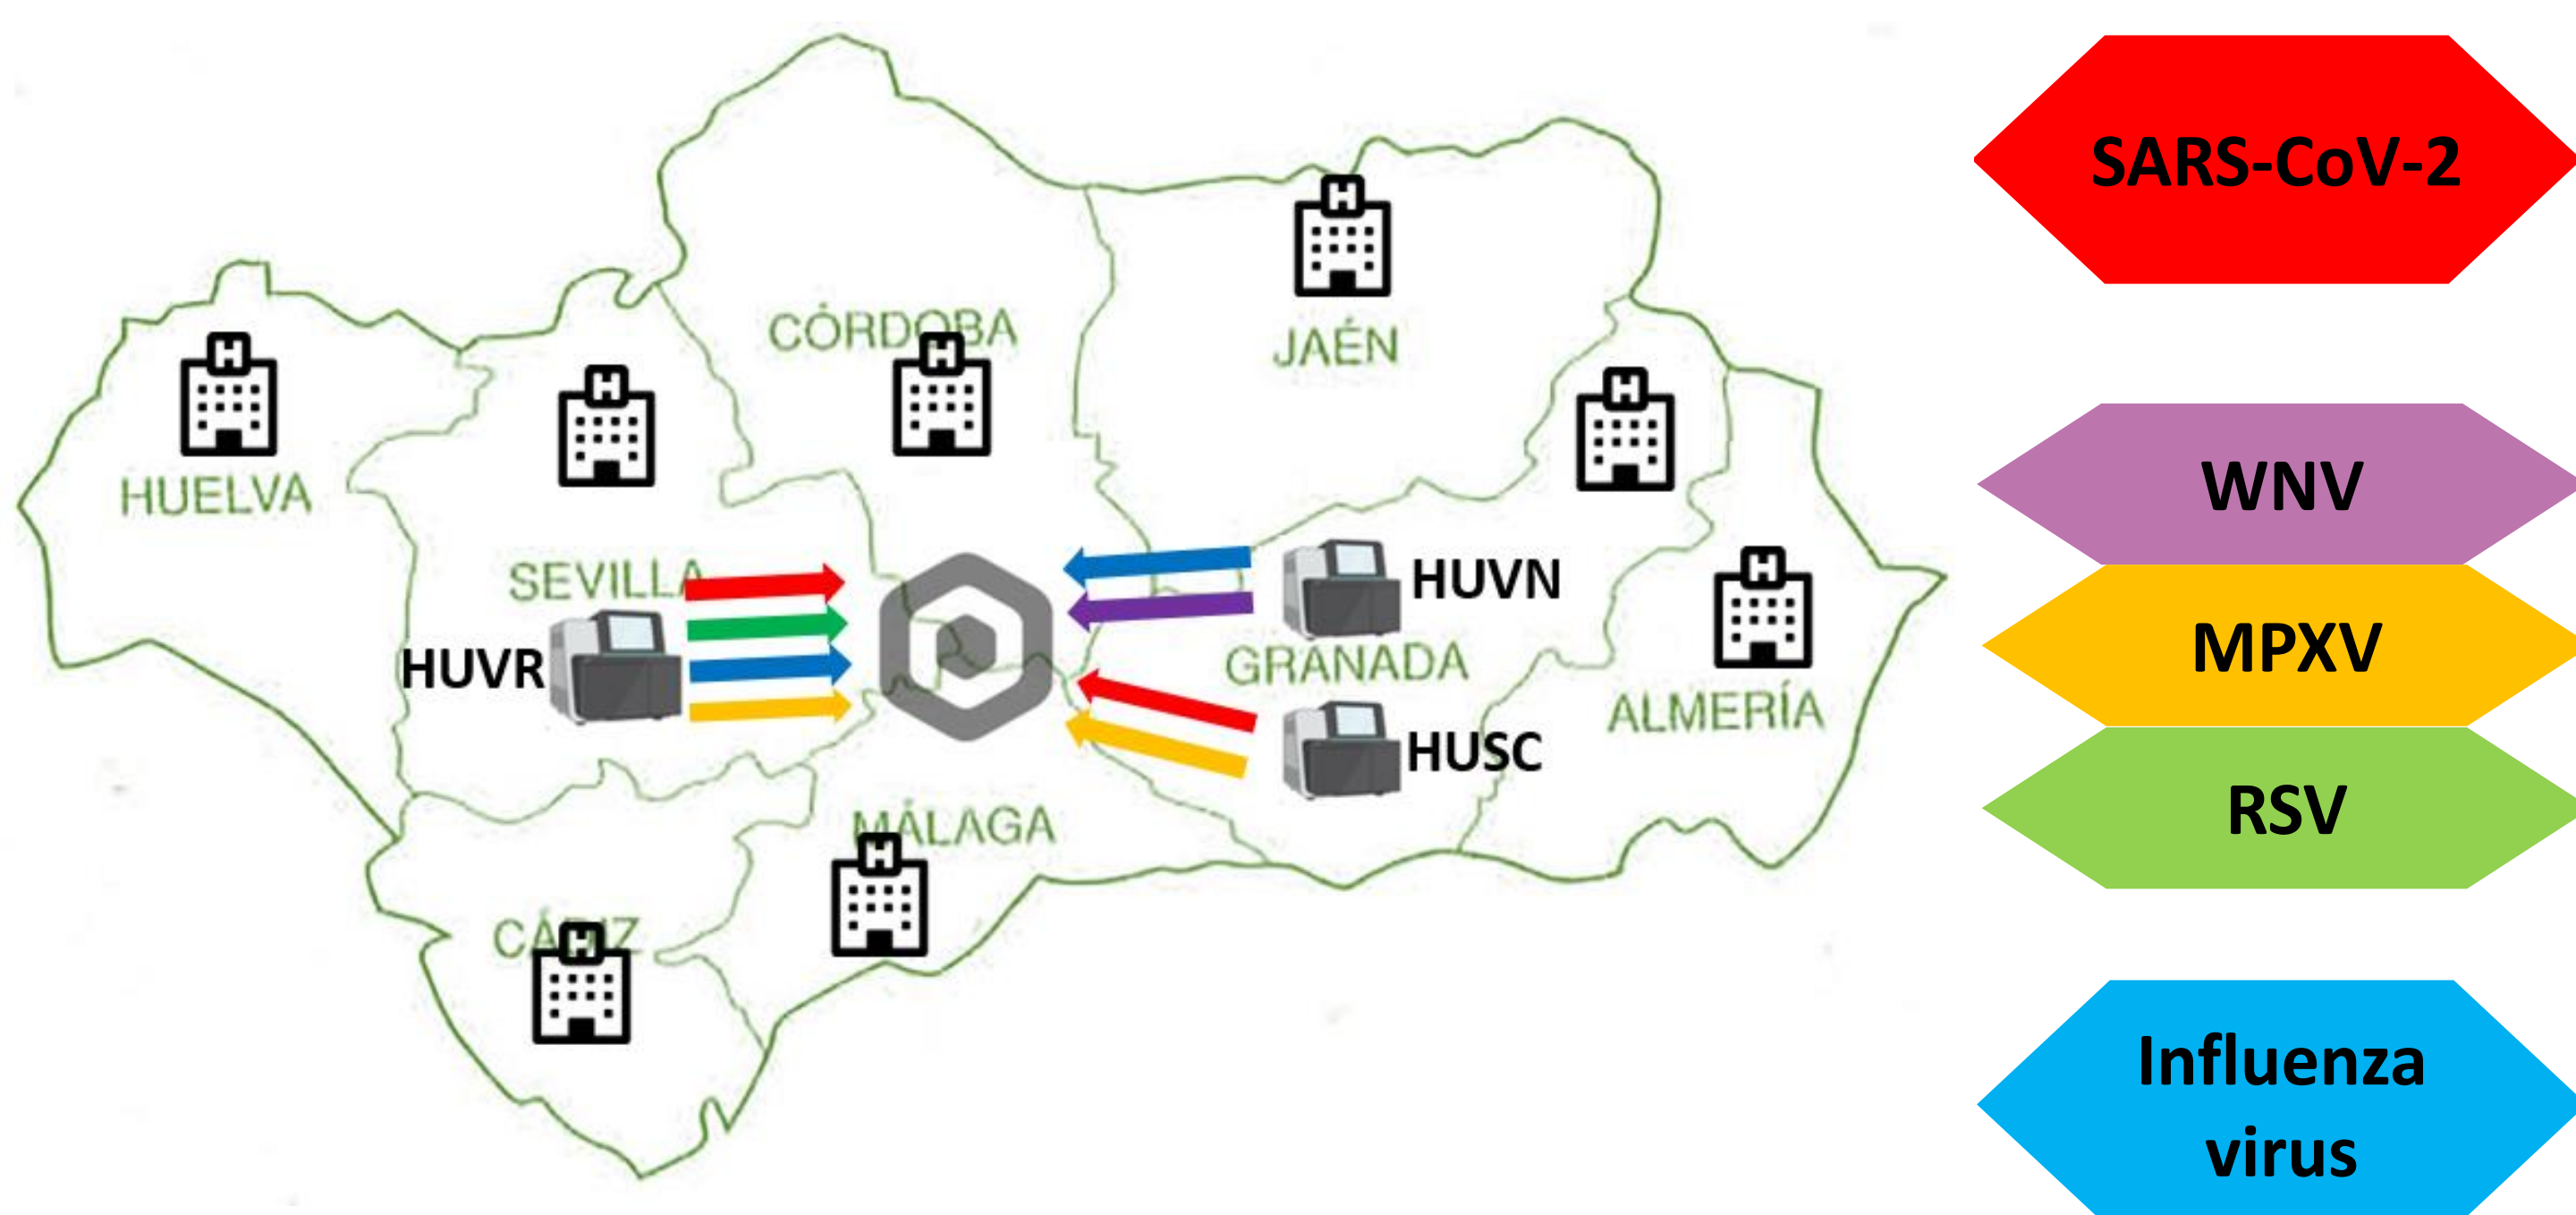 SARS-CoV-2
CÓRDOBA
JAÉN
HUELVA
WNV
SEVILLA
HUVN
MPXV
HUVR
GRANADA
ALMERÍA
HUSC
RSV
MÁLAGA
CÁDIZ
Influenza
virus
H
H
H
H
H
H
H
H